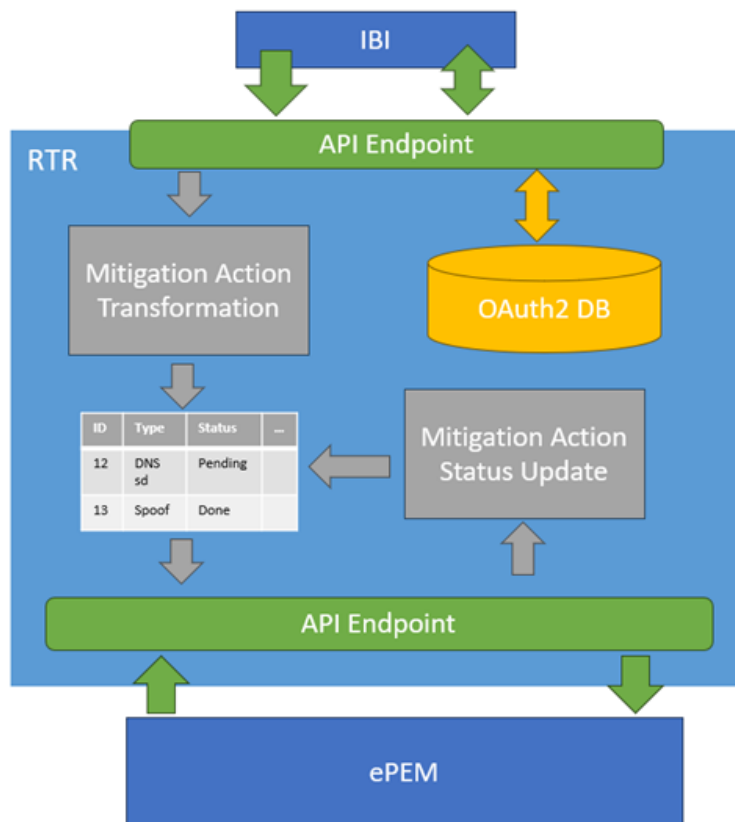 IBI
API Endpoint
RTR
Mitigation Action
Transformation
OAuth2 DB
ID Type Status ...
12 DNS sd Pending
13 Spoof Done
Mitigation Action
Status Update
API Endpoint
ePEM